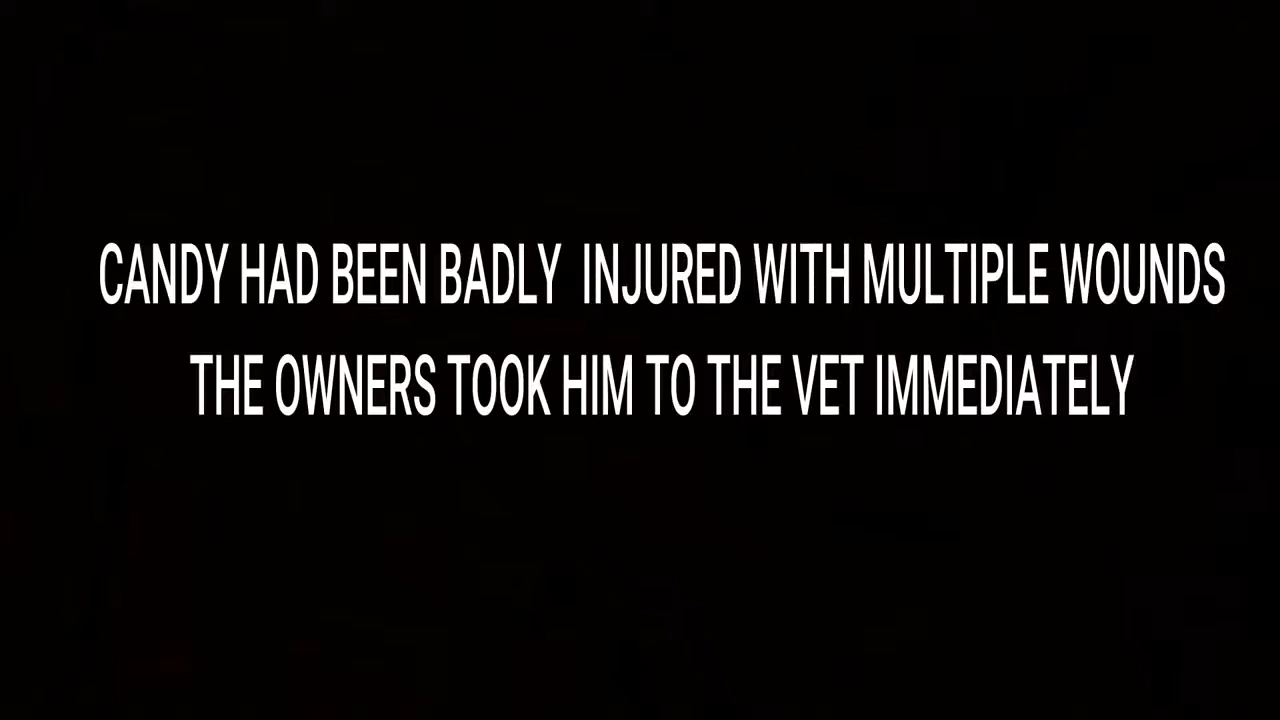 CANDY HAD BEEN BADLY  INJURED WITH MULTIPLE WOUNDS
THE OWNERS TOOK HIM TO THE VET IMMEDIATELY